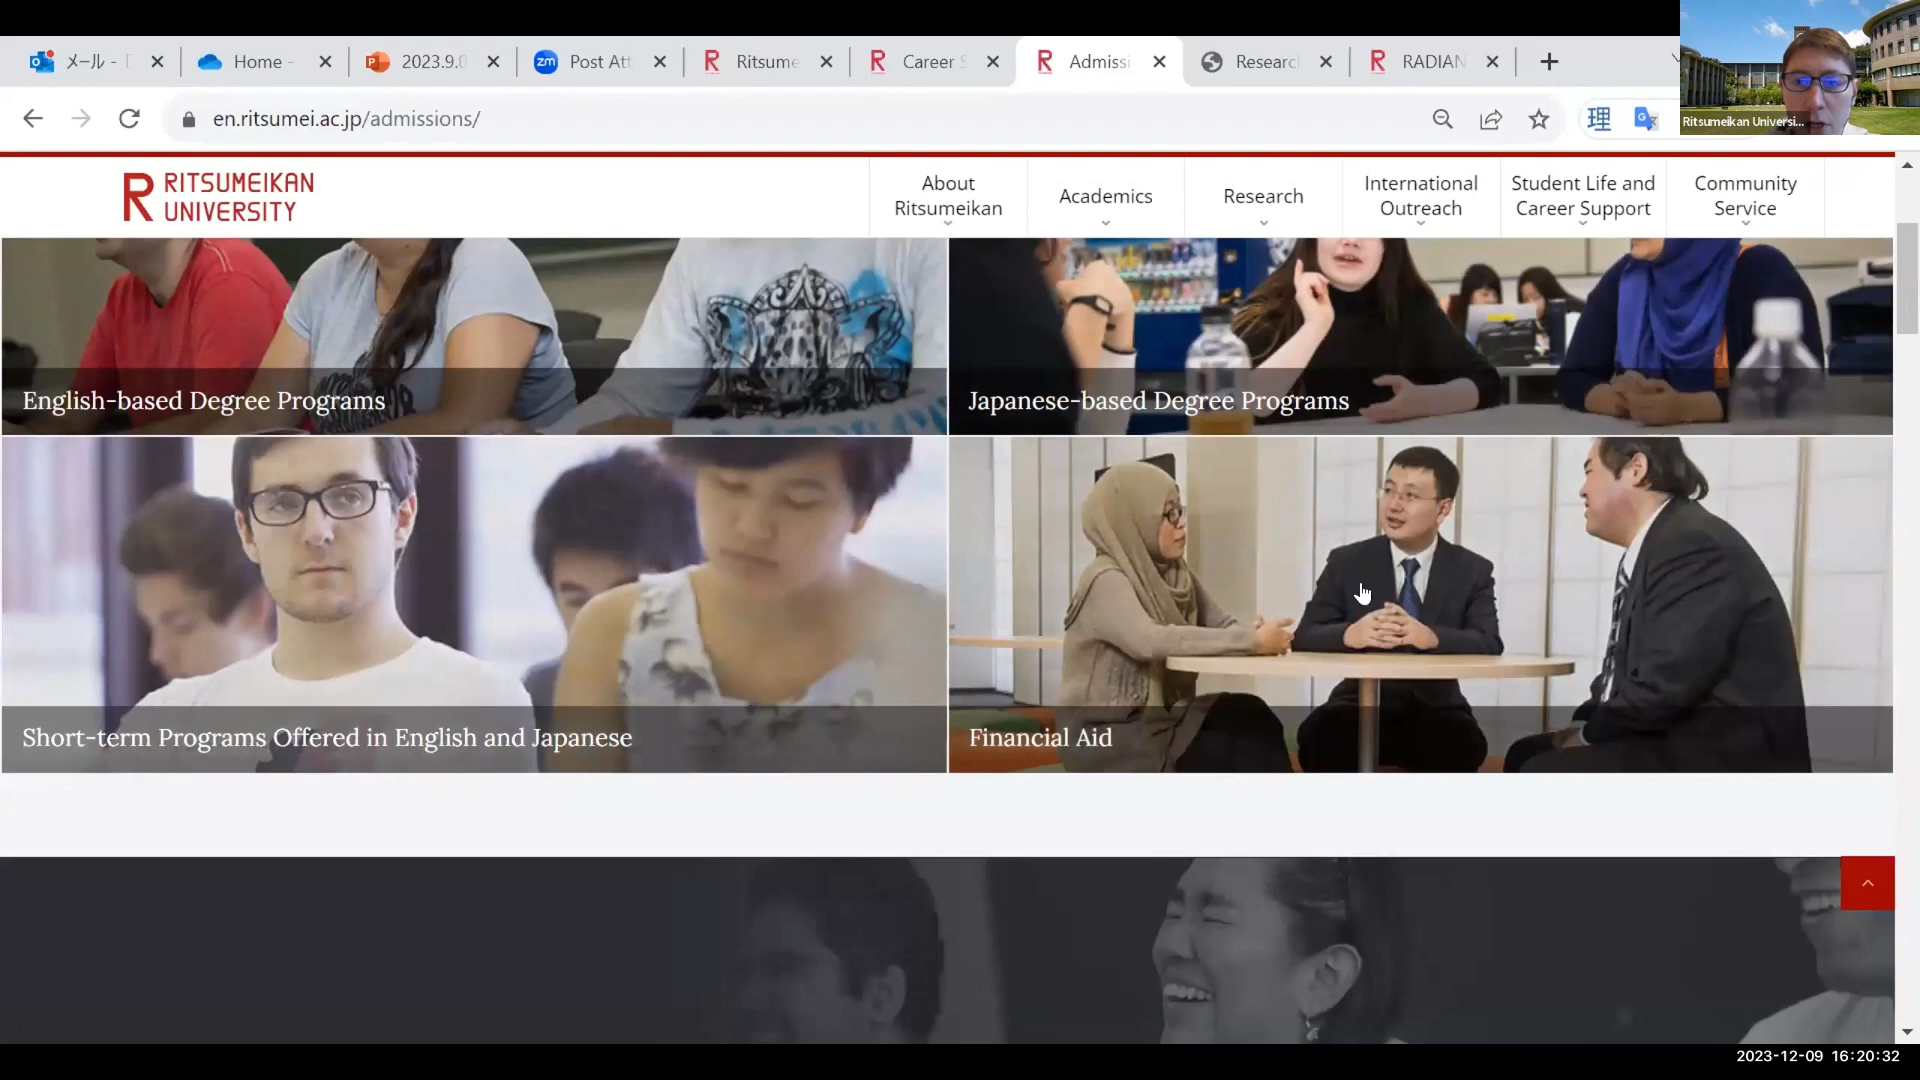 メール -
Home -
2023.9.0
Post Att
Ritsume
Career S
Admissi
Researc
RADIAN
en.ritsumei.ac.jp/admissions/
理
Ritsumeikan Universi...
R RITSUMEIKAN
UNIVERSITY
About
Ritsumeikan
Academics
Research
International
Outreach
Student Life and
Career Support
Community
Service
English-based Degree Programs
Japanese-based Degree Programs
Short-term Programs Offered in English and Japanese
Financial Aid
2023-12-09 16:20:32